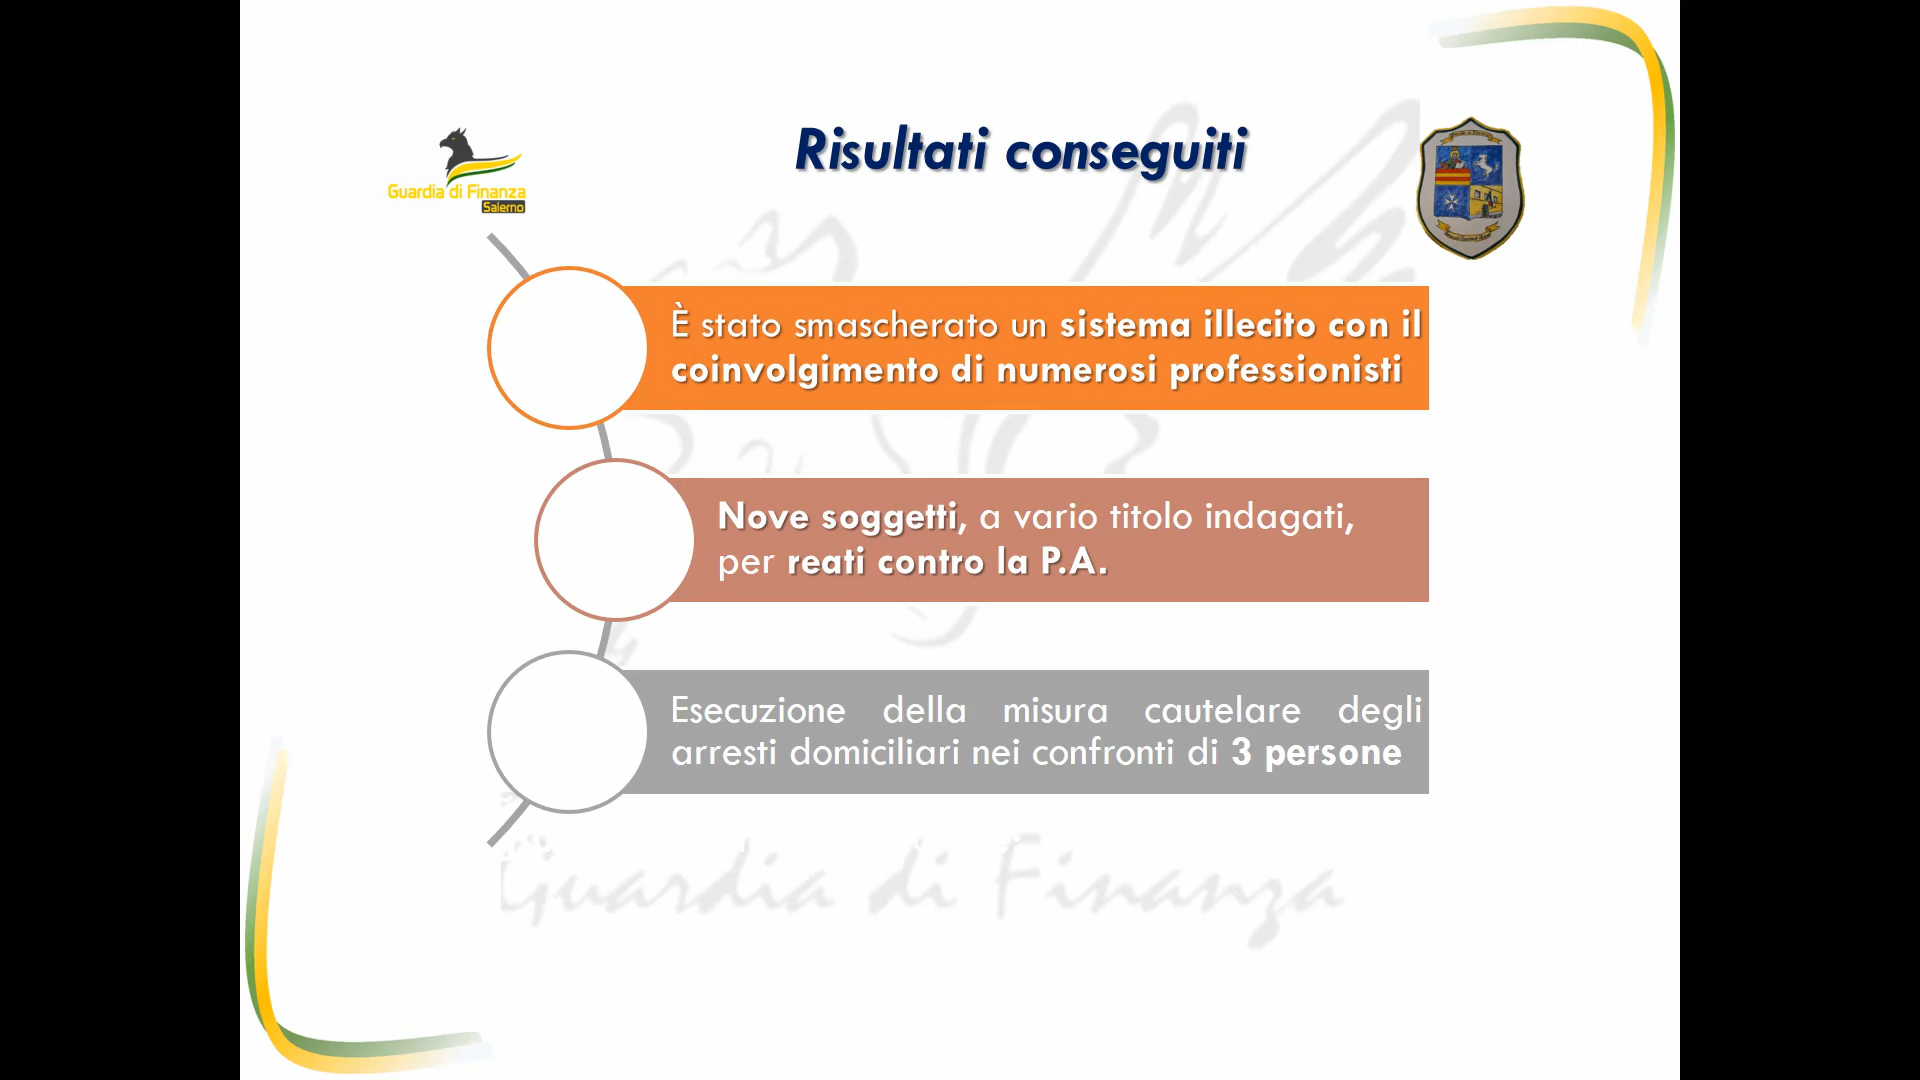 Risultati conseguiti
Guardia di Finanza
Salerno
È stato smascherato un sistema illecito con il
coinvolgimento di numerosi professionisti
Nove soggetti, a vario titolo indagati,
per reati contro la P.A.
Esecuzione della misura cautelare degli
arresti domiciliari nei confronti di 3 persone
Guardia di Finanza